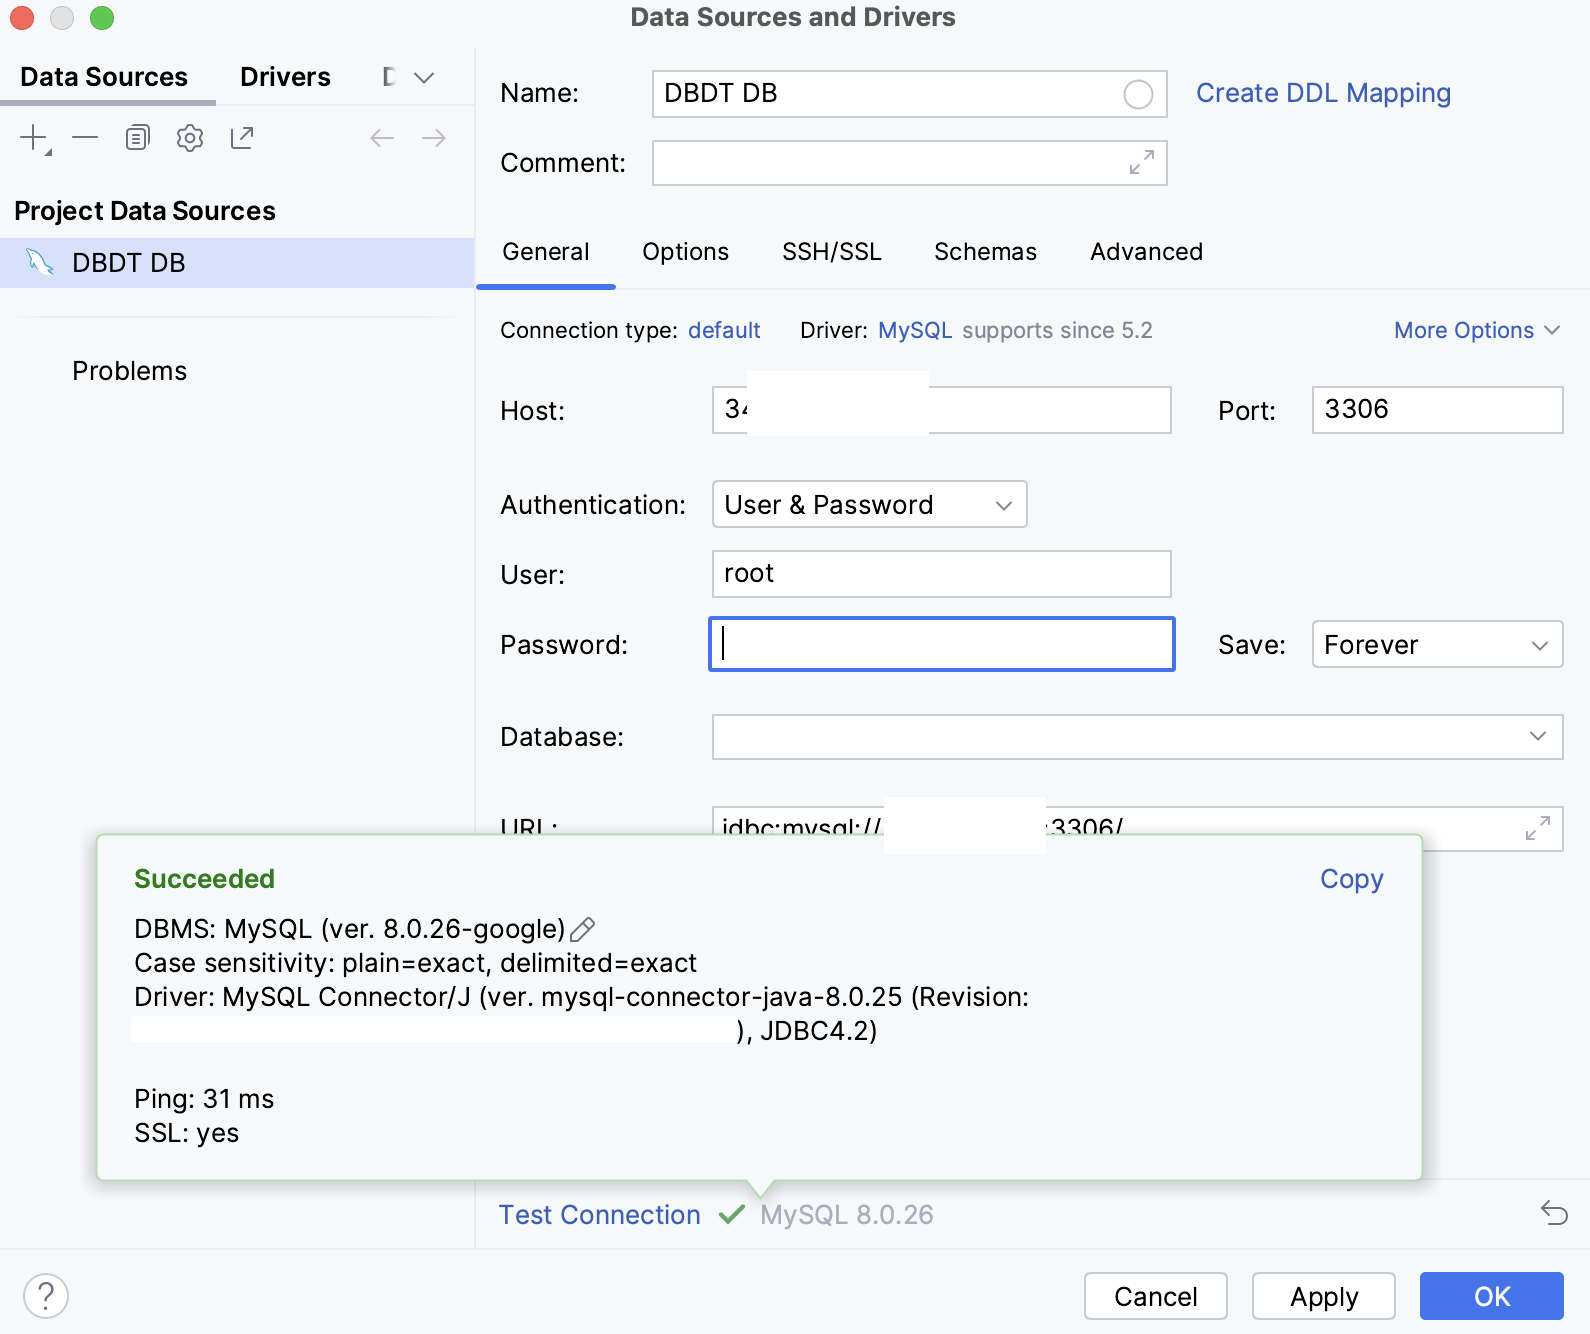 Data Sources and Drivers
Data Sources Drivers
Project Data Sources
DBDT DB
Problems
Name: DBDT DB Create DDL Mapping
Comment:
General Options SSH/SSL Schemas Advanced
Connection type: default Driver: MySQL supports since 5.2 More Options
Host: 34 Port: 3306
Authentication: User & Password
User: root
Password: Save: Forever
Database:
URL: jdbc:mysql:// :3306/
Succeeded Copy
DBMS: MySQL (ver. 8.0.26-google)
Case sensitivity: plain=exact, delimited=exact
Driver: MySQL Connector/J (ver. mysql-connector-java-8.0.25 (Revision:
), JDBC4.2)
Ping: 31 ms
SSL: yes
Test Connection MySQL 8.0.26
? Cancel Apply OK